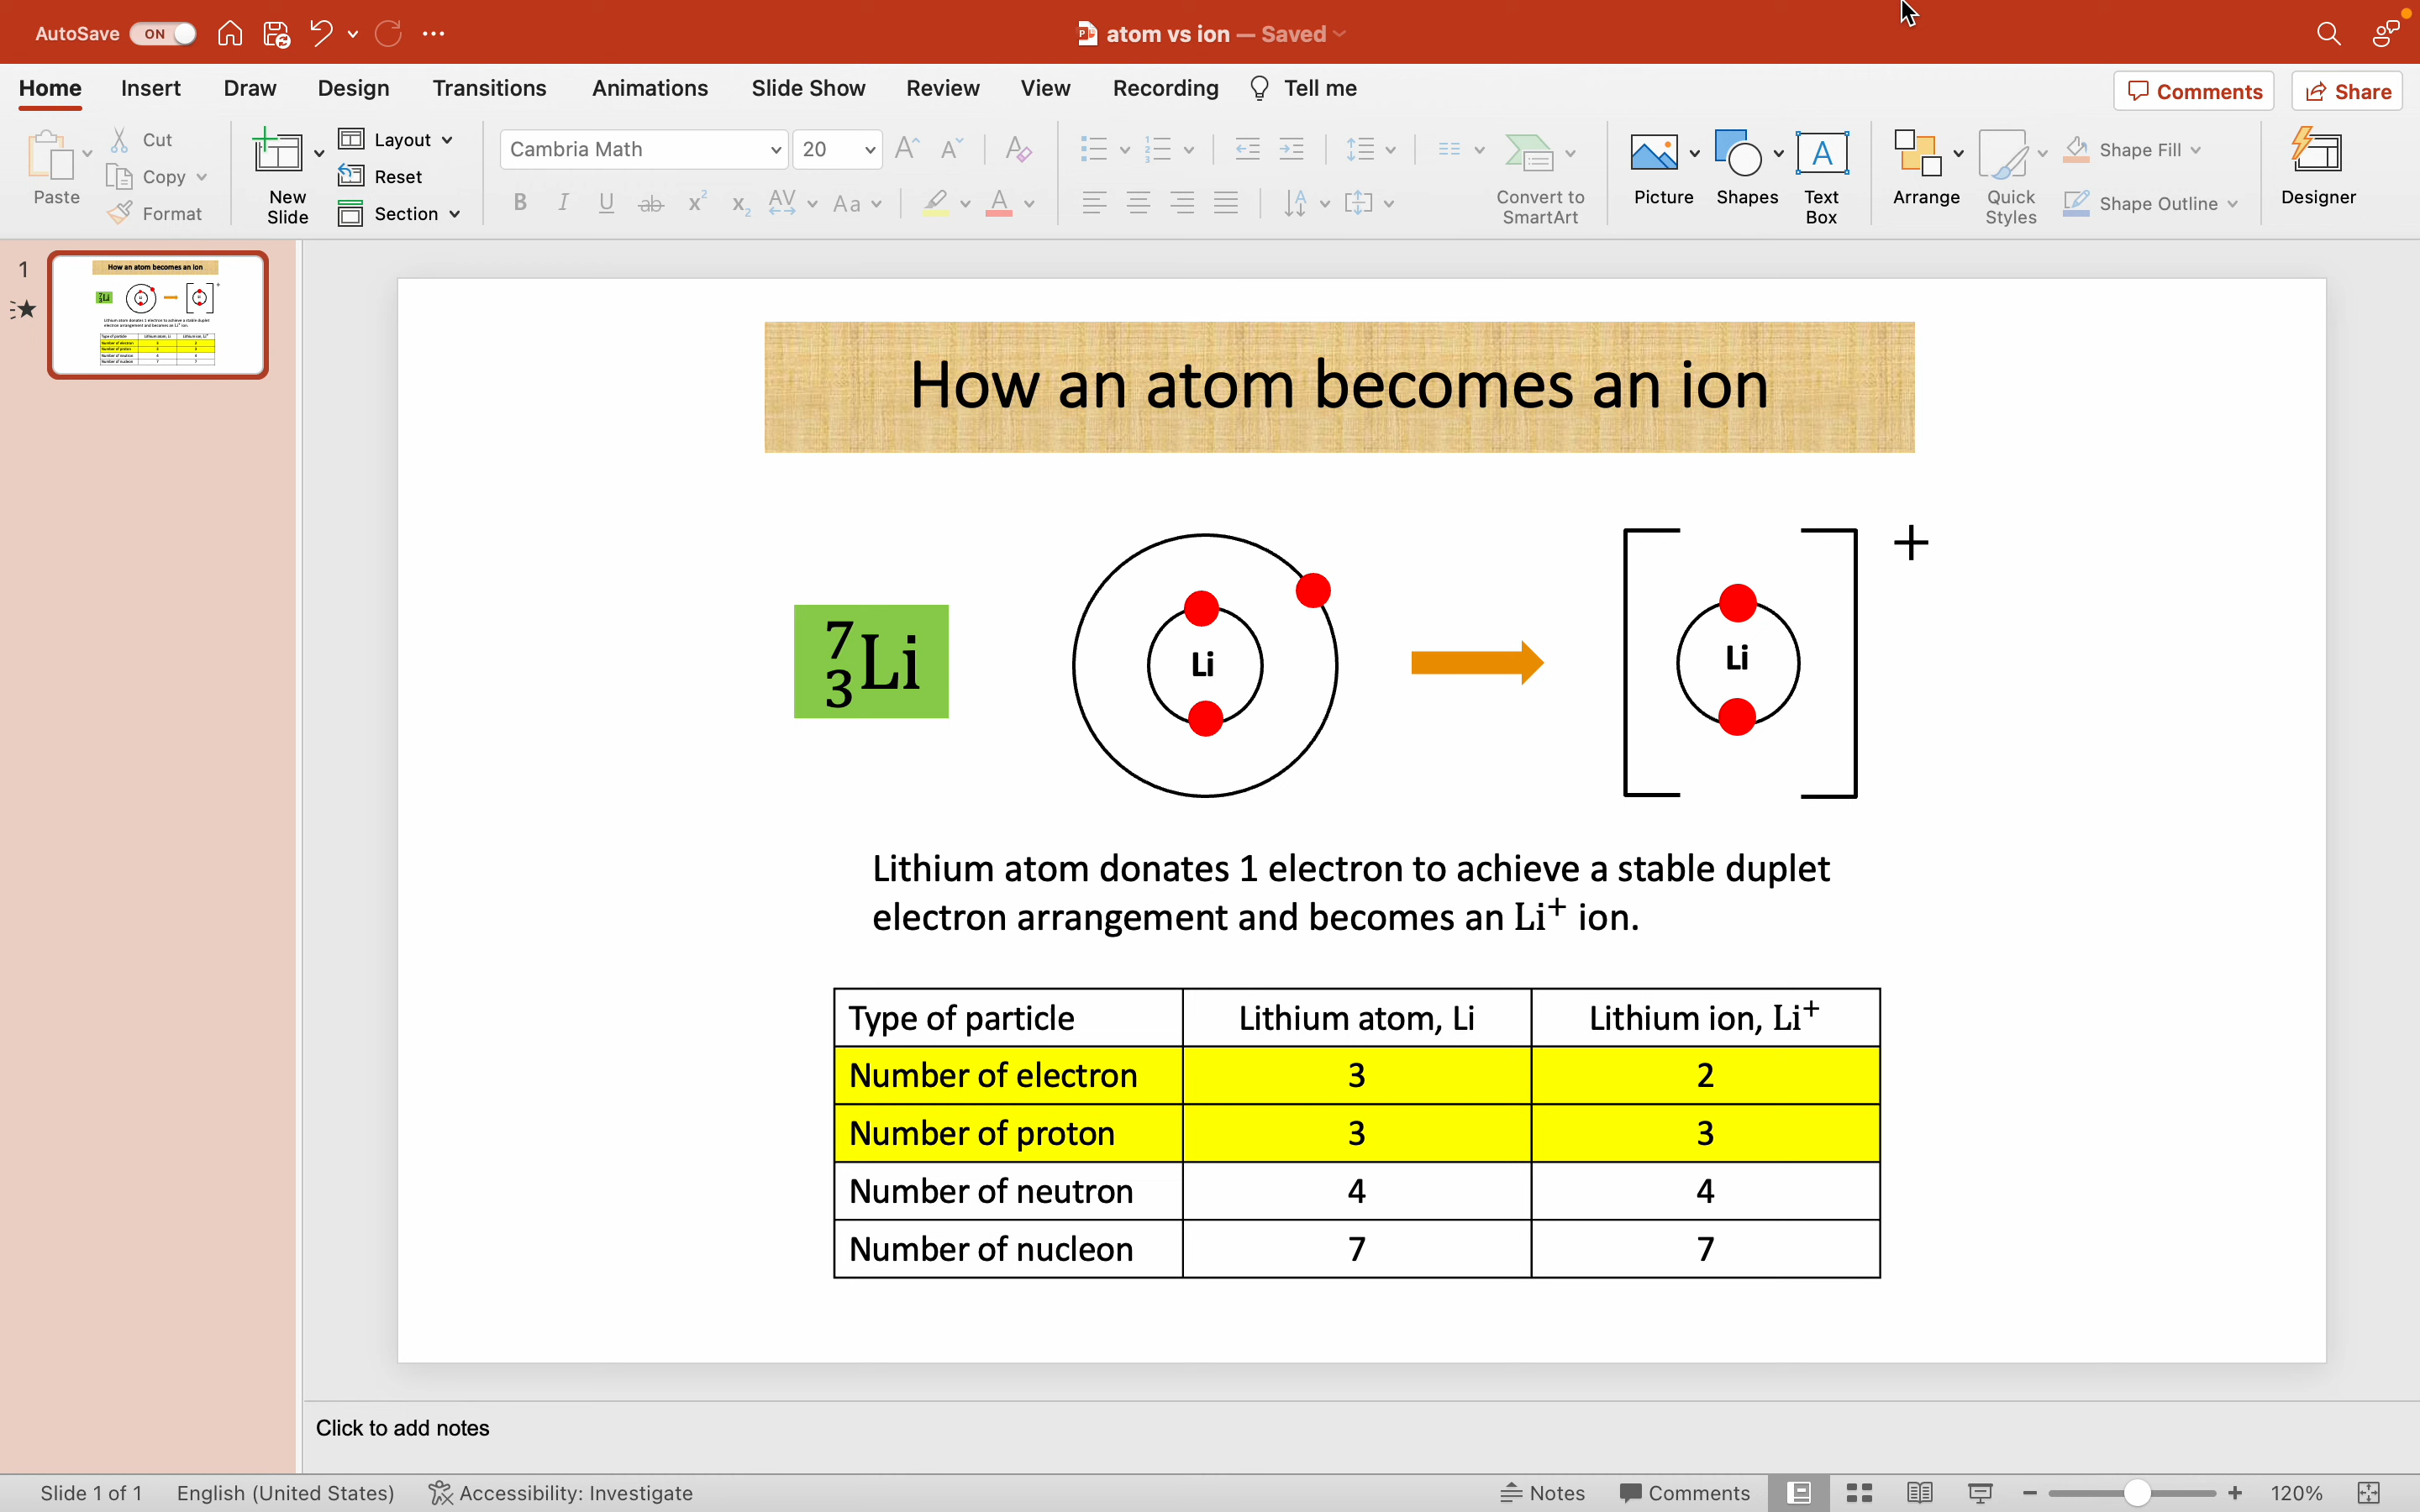 AutoSave ON
atom vs ion — Saved
Home Insert Draw Design Transitions Animations Slide Show Review View Recording Tell me Comments Share
Paste
Cut
Copy
Format
New Slide
Layout
Reset
Section
Cambria Math 20
Convert to SmartArt
Picture
Shapes
Text Box
Arrange
Quick Styles
Shape Fill
Shape Outline
Designer
1
How an atom becomes an ion
7
3 Li
Li
Li
+
Lithium atom donates 1 electron to achieve a stable duplet
electron arrangement and becomes an Li⁺ ion.
Type of particle Lithium atom, Li Lithium ion, Li⁺
Number of electron 3 2
Number of proton 3 3
Number of neutron 4 4
Number of nucleon 7 7
Click to add notes
Slide 1 of 1 English (United States) Accessibility: Investigate Notes Comments 120%